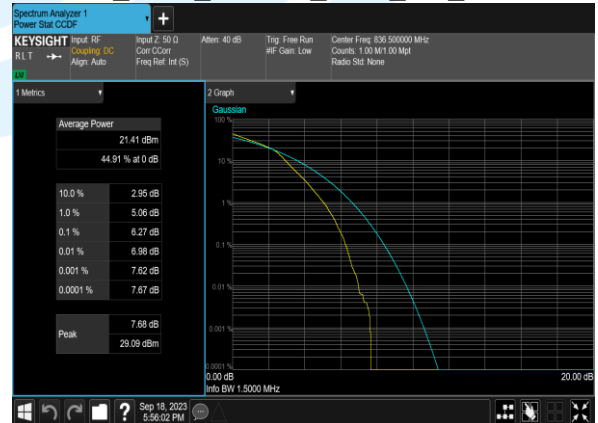 Spectrum Analyzer 1
Power Stat CCDF
KEYSIGHT
RLT
LW
Input: RF
Coupling: DC
Align: Auto
Input Z: 50 Ω
Corr CCorr
Freq Ref: Int (S)
Atten: 40 dB
Trig: Free Run
#IF Gain: Low
Center Freq: 836.500000 MHz
Counts: 1.00 M/1.00 Mpt
Radio Std: None
1 Metrics
Average Power
21.41 dBm
44.91 % at 0 dB
10.0 % 2.95 dB
1.0 % 5.06 dB
0.1 % 6.27 dB
0.01 % 6.98 dB
0.001 % 7.62 dB
0.0001 % 7.67 dB
Peak
7.68 dB
29.09 dBm
2 Graph
Gaussian
100 %
10 %
1 %
0.1 %
0.01 %
0.001 %
0.0001 %
0.00 dB 20.00 dB
Info BW 1.5000 MHz
?
Sep 18, 2023
5:56:02 PM